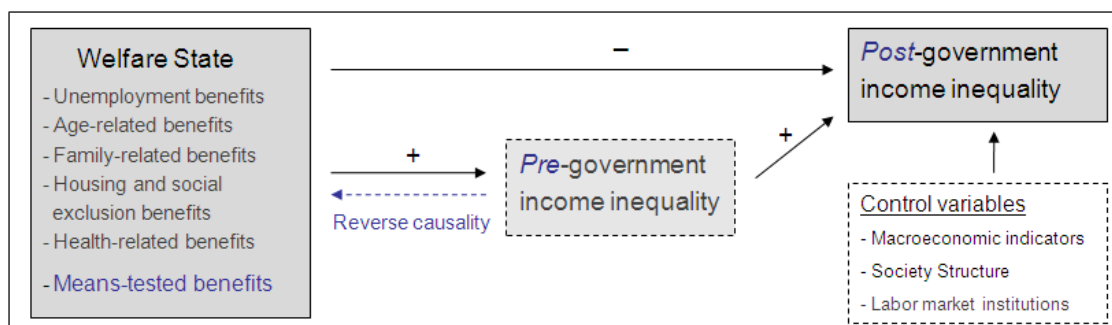 Welfare State
- Unemployment benefits
- Age-related benefits
- Family-related benefits
- Housing and social
exclusion benefits
- Health-related benefits
- Means-tested benefits
–
+
Reverse causality
Pre-government
income inequality
+
Post-government
income inequality
Control variables
- Macroeconomic indicators
- Society Structure
- Labor market institutions